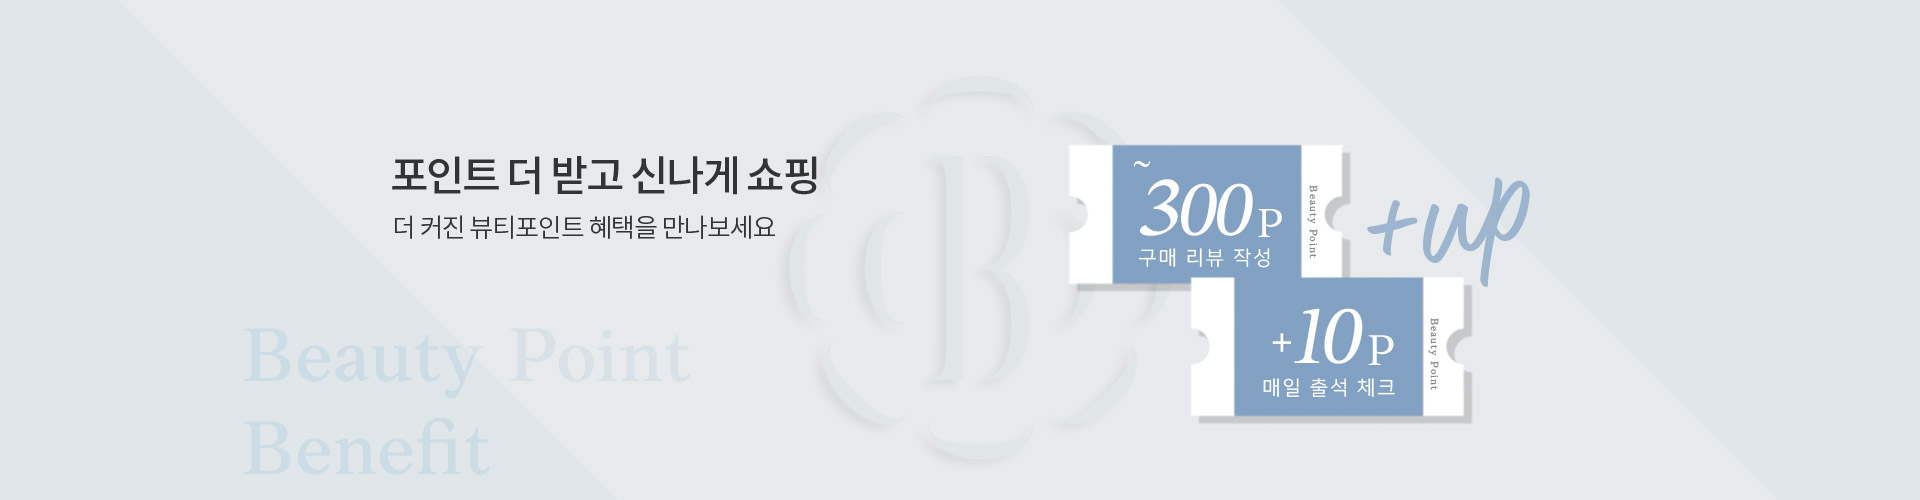 포인트 더 받고 신나게 쇼핑
더 커진 뷰티포인트 혜택을 만나보세요
Beauty Point
Benefit
B
~300P
구매 리뷰 작성
Beauty Point
+up
+10P
매일 출석 체크
Beauty Point